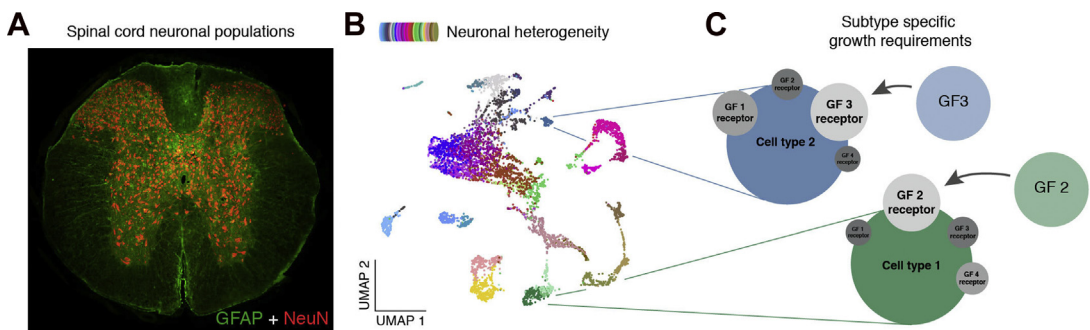 A
Spinal cord neuronal populations
GFAP + NeuN
B
Neuronal heterogeneity
UMAP 2
UMAP 1
C
Subtype specific
growth requirements
GF 2
receptor
GF 1
receptor
GF 3
receptor
GF3
Cell type 2
GF 4
receptor
GF 2
receptor
GF 2
GF 1
receptor
GF 3
receptor
Cell type 1
GF 4
receptor